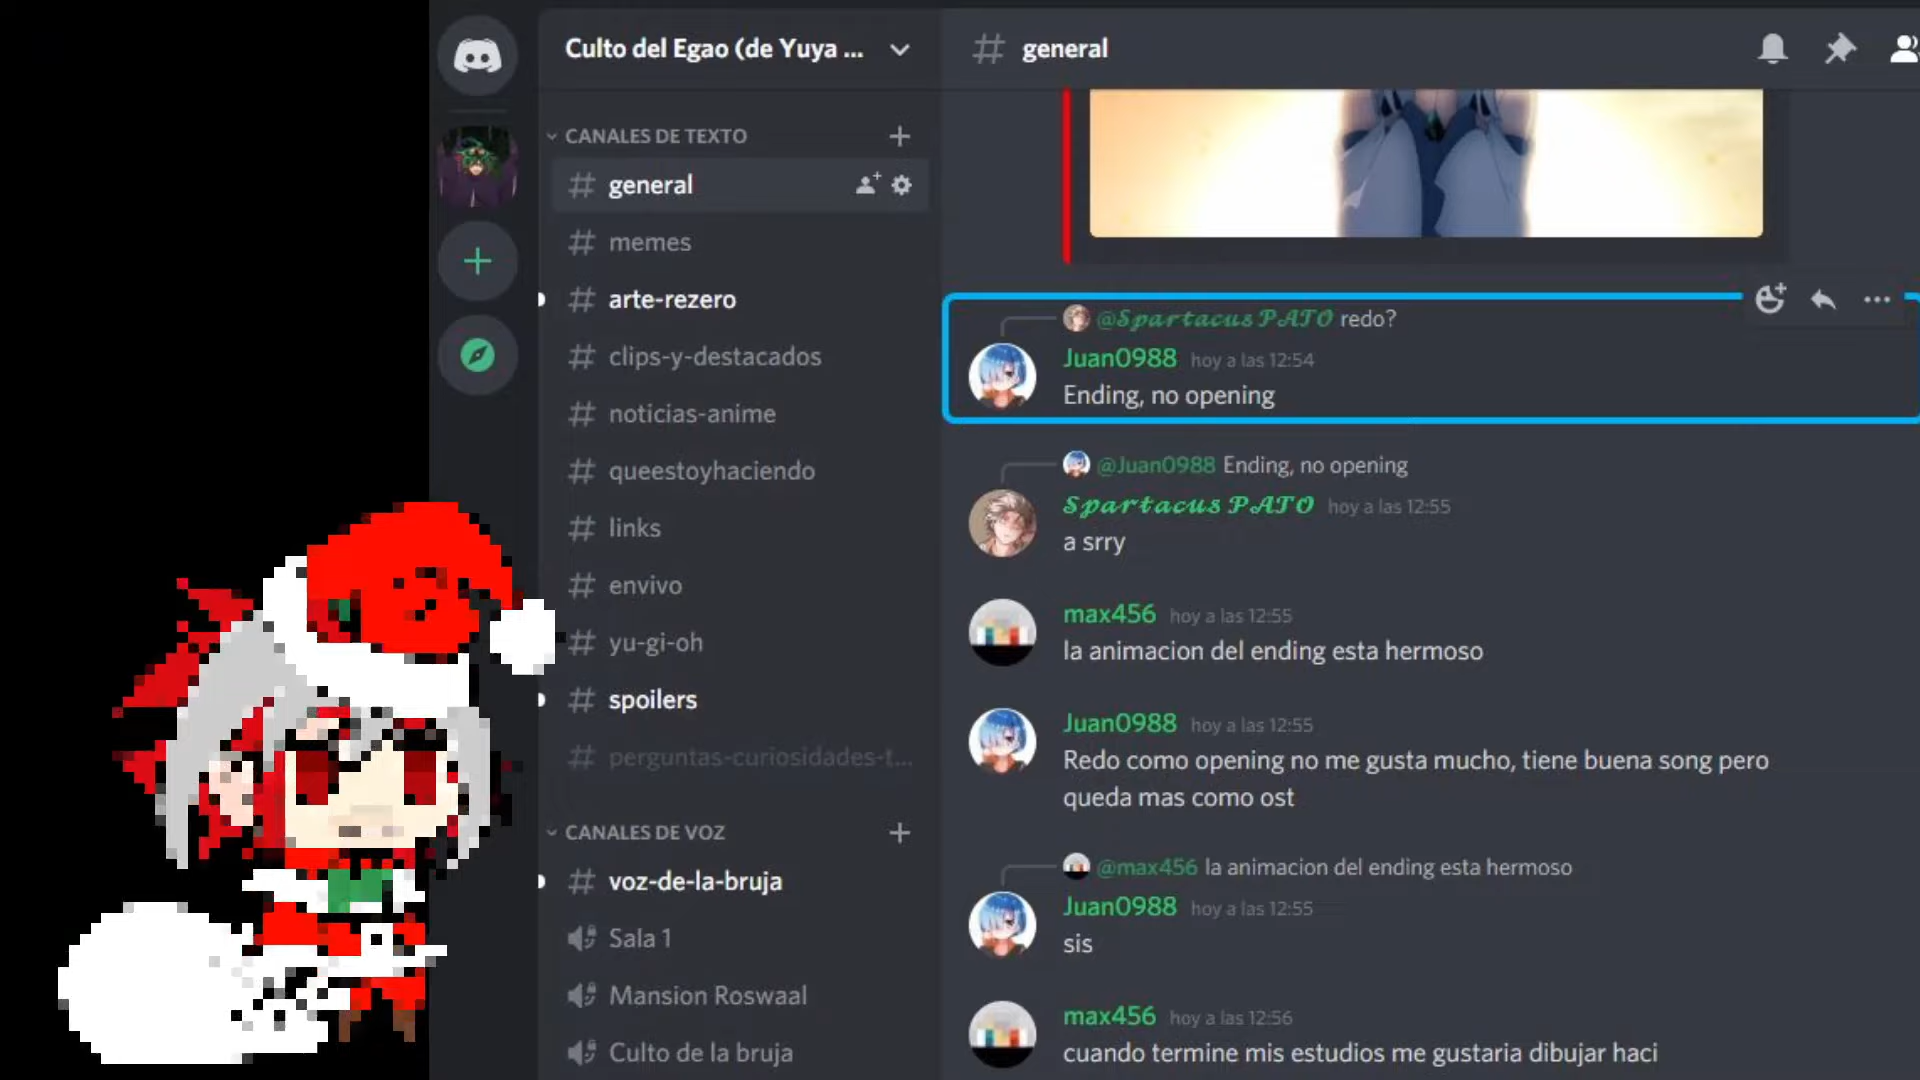 Culto del Egao (de Yuya ...
CANALES DE TEXTO
general
memes
arte-rezero
clips-y-destacados
noticias-anime
queestoyhaciendo
links
envivo
yu-gi-oh
spoilers
perguntas-curiosidades-t...
CANALES DE VOZ
voz-de-la-bruja
Sala 1
Mansion Roswaal
Culto de la bruja
general
@Spartacus PATO redo?
Juan0988 hoy a las 12:54
Ending, no opening
@Juan0988 Ending, no opening
Spartacus PATO hoy a las 12:55
a srry
max456 hoy a las 12:55
la animacion del ending esta hermoso
Juan0988 hoy a las 12:55
Redo como opening no me gusta mucho, tiene buena song pero
queda mas como ost
@max456 la animacion del ending esta hermoso
Juan0988 hoy a las 12:55
sis
max456 hoy a las 12:56
cuando termine mis estudios me gustaria dibujar haci